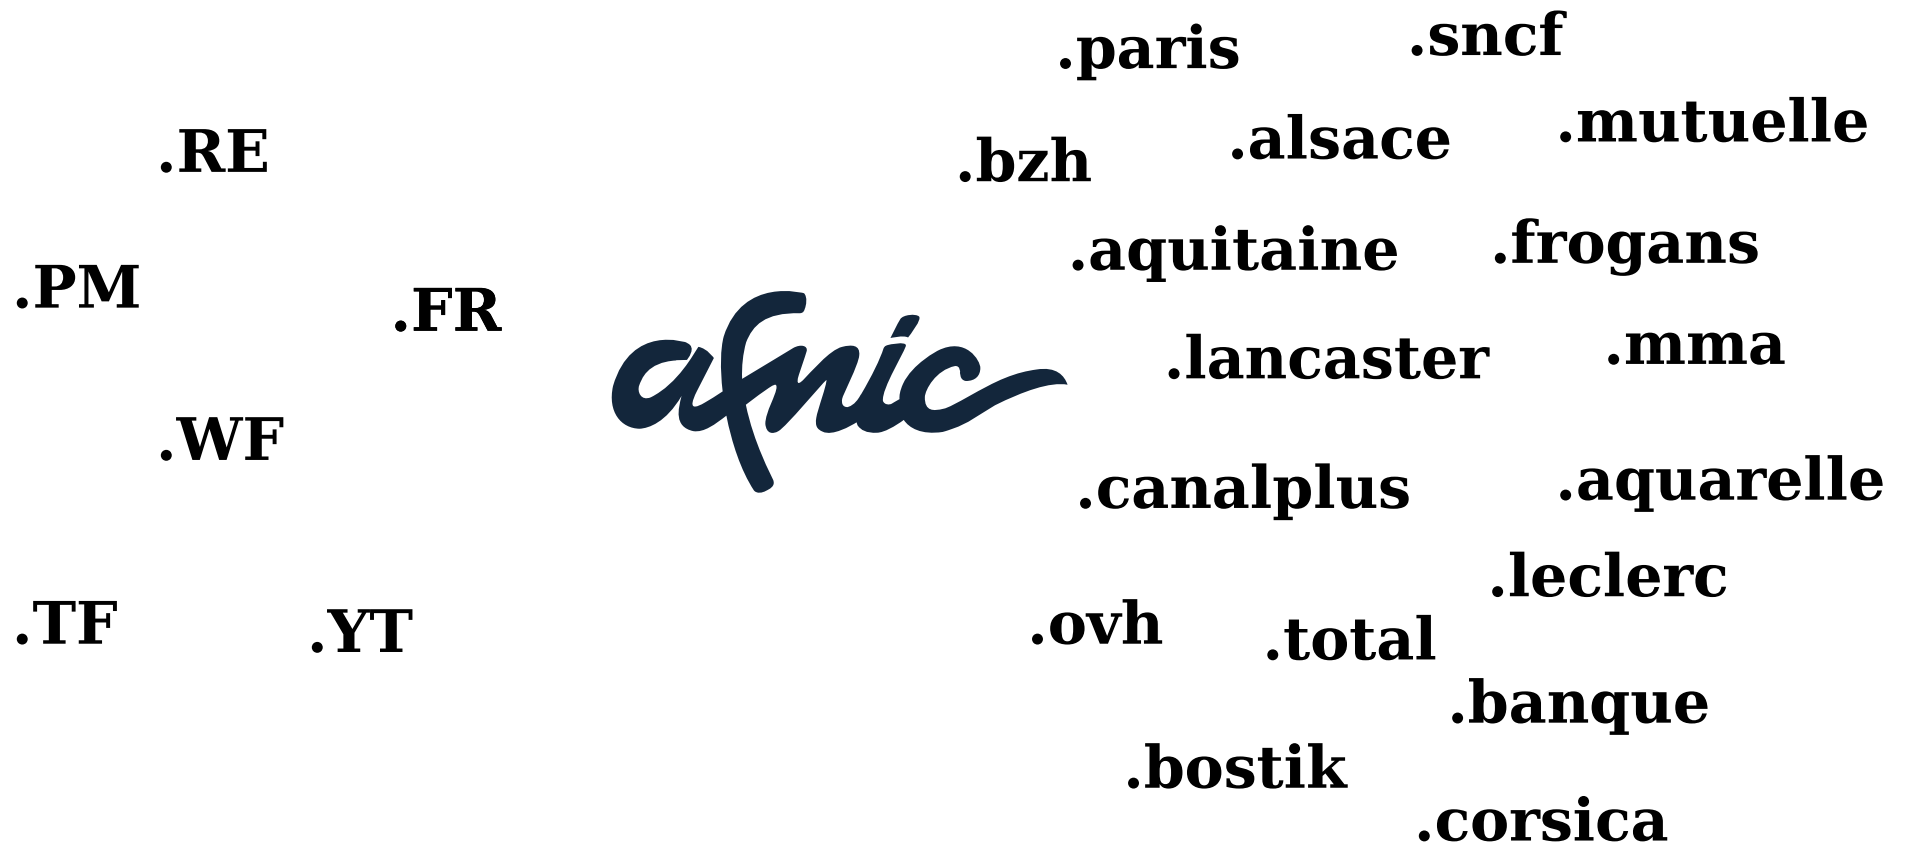 .RE
.PM
.FR
.WF
.TF
.YT
afnic
.paris
.sncf
.bzh
.alsace
.mutuelle
.aquitaine
.frogans
.lancaster
.mma
.canalplus
.aquarelle
.leclerc
.ovh
.total
.banque
.bostik
.corsica